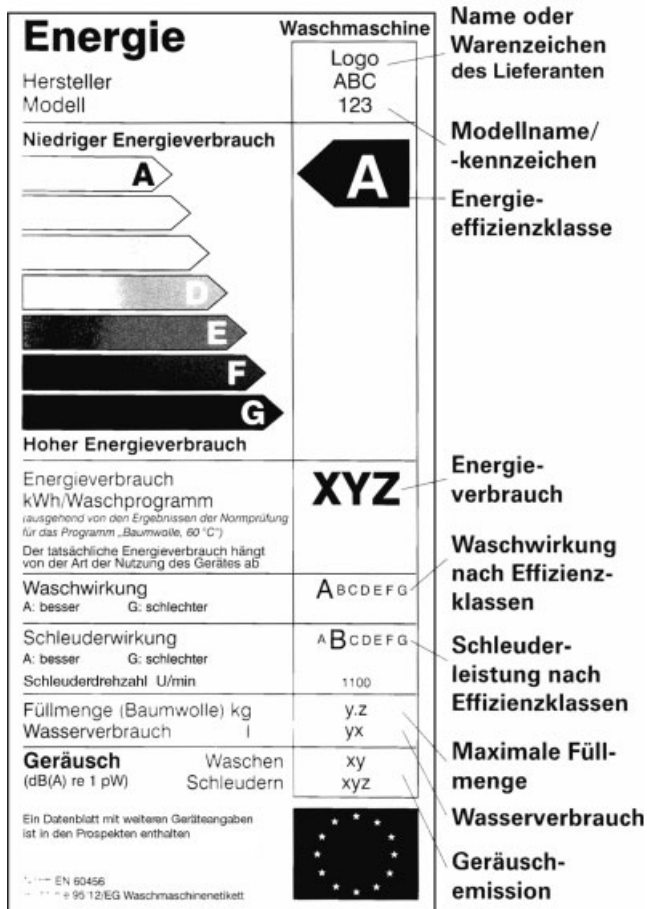 Energie
Waschmaschine
Hersteller
Modell
Logo
ABC
123
Name oder
Warenzeichen
des Lieferanten
Modellname/
-kennzeichen
Niedriger Energieverbrauch
A
D
E
F
G
Hoher Energieverbrauch
A
Energie-
effizienzklasse
Energieverbrauch
kWh/Waschprogramm
(ausgehend von den Ergebnissen der Normprüfung
für das Programm „Baumwolle, 60 °C")
Der tatsächliche Energieverbrauch hängt
von der Art der Nutzung des Gerätes ab
XYZ
Energie-
verbrauch
Waschwirkung
A: besser G: schlechter
A B C D E F G
Waschwirkung
nach Effizienz-
klassen
Schleuderwirkung
A: besser G: schlechter
A B C D E F G
Schleuderdrehzahl U/min 1100
Schleuder-
leistung nach
Effizienzklassen
Füllmenge (Baumwolle) kg y.z
Wasserverbrauch l yx
Maximale Füll-
menge
Wasserverbrauch
Geräusch Waschen xy
(dB(A) re 1 pW) Schleudern xyz
Geräusch-
emission
Ein Datenblatt mit weiteren Geräteangaben
ist in den Prospekten enthalten
EN 60456
12/EG Waschmaschinenetikett